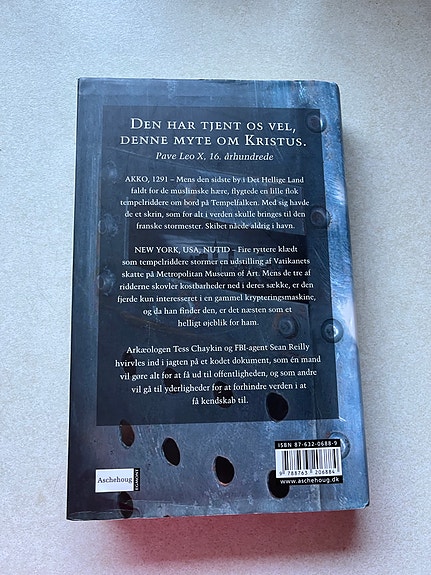 DEN HAR TJENT OS VEL,
DENNE MYTE OM KRISTUS.
Pave Leo X, 16. århundrede
AKKO, 1291 – Mens den sidste by i Det Hellige Land
faldt for de muslimske hære, flygtede en lille flok
tempelriddere om bord på Tempelfalken. Med sig havde
de et skrin, som for alt i verden skulle bringes til den
franske stormester. Skibet nåede aldrig i havn.
NEW YORK, USA, NUTID – Fire ryttere klædt
som tempelriddere stormer en udstilling af Vatikanets
skatte på Metropolitan Museum of Art. Mens de tre af
ridderne skovler kostbarheder ned i deres sække, er den
fjerde kun interesseret i en gammel krypteringsmaskine,
og da han finder den, er det næsten som et
helligt øjeblik for ham.
Arkæologen Tess Chaykin og FBI-agent Sean Reilly
hvirvles ind i jagten på et kodet dokument, som én mand
vil gøre alt for at få ud til offentligheden, og som andre
vil gå til yderligheder for at forhindre verden i at
få kendskab til.
ISBN 87-632-0688-9
9 788763 206884
www.aschehoug.dk
Aschehoug
EGMONT